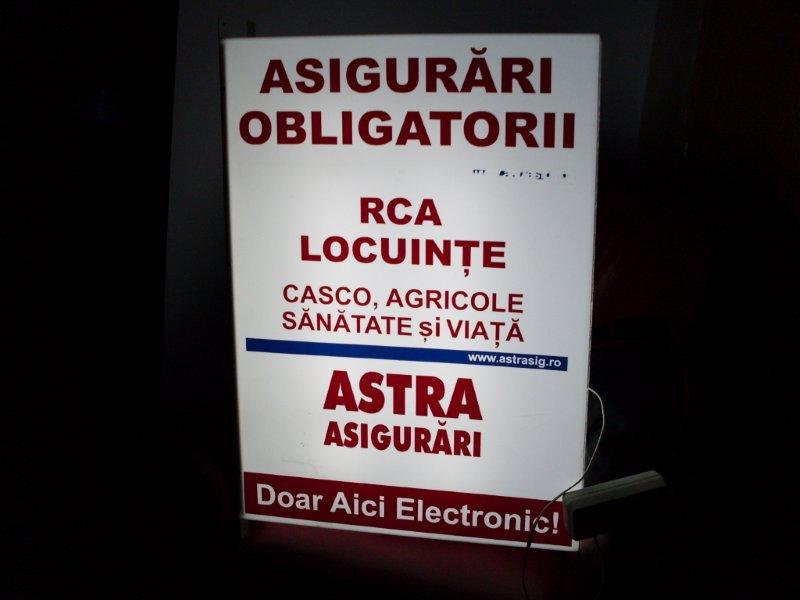 ASIGURĂRI
OBLIGATORII
RCA
LOCUINȚE
CASCO, AGRICOLE
SĂNĂTATE și VIAȚĂ
www.astrasig.ro
ASTRA
ASIGURĂRI
Doar Aici Electronic!